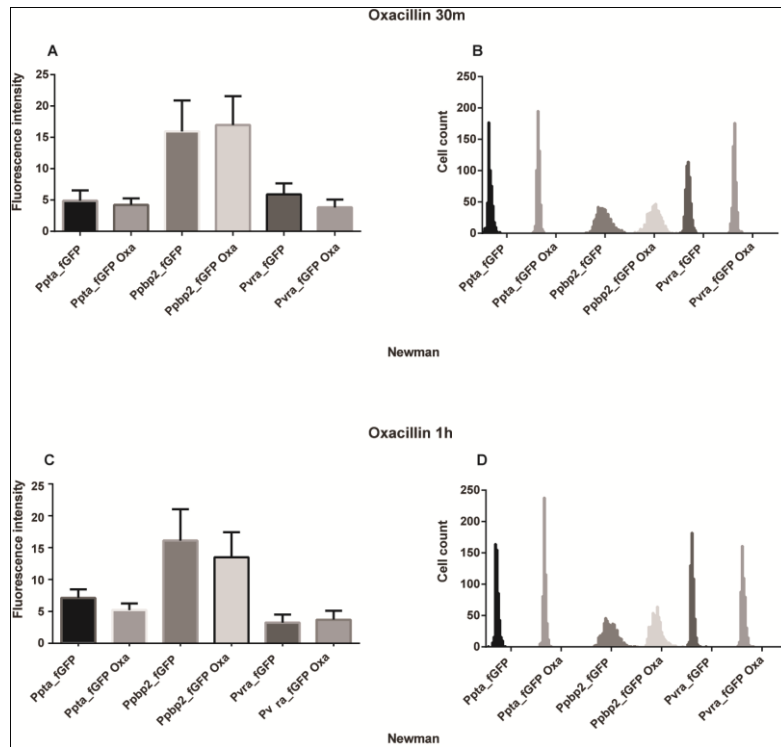 Oxacillin 30m
A
Fluorescence intensity
25
20
15
10
5
0
Ppta_fGFP
Ppta_fGFP Oxa
Ppbp2_fGFP
Ppbp2_fGFP Oxa
Pvra_fGFP
Pvra_fGFP Oxa
B
Cell count
250
200
150
100
50
0
Ppta_fGFP
Ppta_fGFP Oxa
Ppbp2_fGFP
Ppbp2_fGFP Oxa
Pvra_fGFP
Pvra_fGFP Oxa
Newman
Oxacillin 1h
C
Fluorescence intensity
25
20
15
10
5
0
Ppta_fGFP
Ppta_fGFP Oxa
Ppbp2_fGFP
Ppbp2_fGFP Oxa
Pvra_fGFP
Pv ra_fGFP Oxa
D
Cell count
250
200
150
100
50
0
Ppta_fGFP
Ppta_fGFP Oxa
Ppbp2_fGFP
Ppbp2_fGFP Oxa
Pvra_fGFP
Pvra_fGFP Oxa
Newman